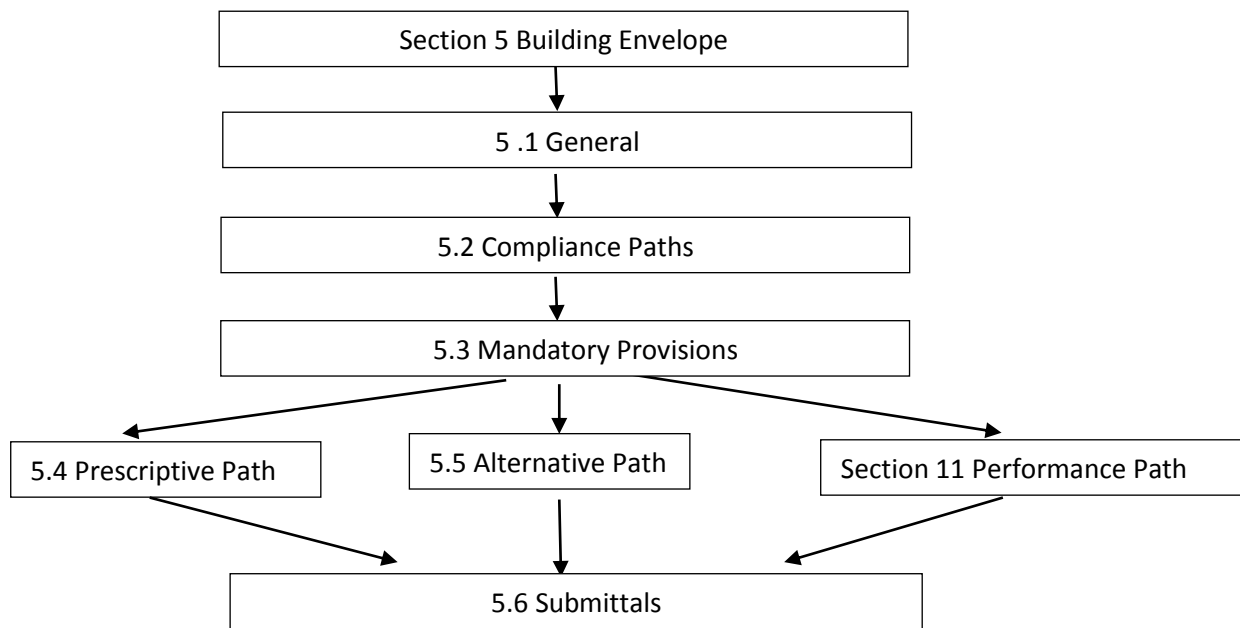 Section 5 Building Envelope
5 .1 General
5.2 Compliance Paths
5.3 Mandatory Provisions
5.4 Prescriptive Path
5.5 Alternative Path
Section 11 Performance Path
5.6 Submittals